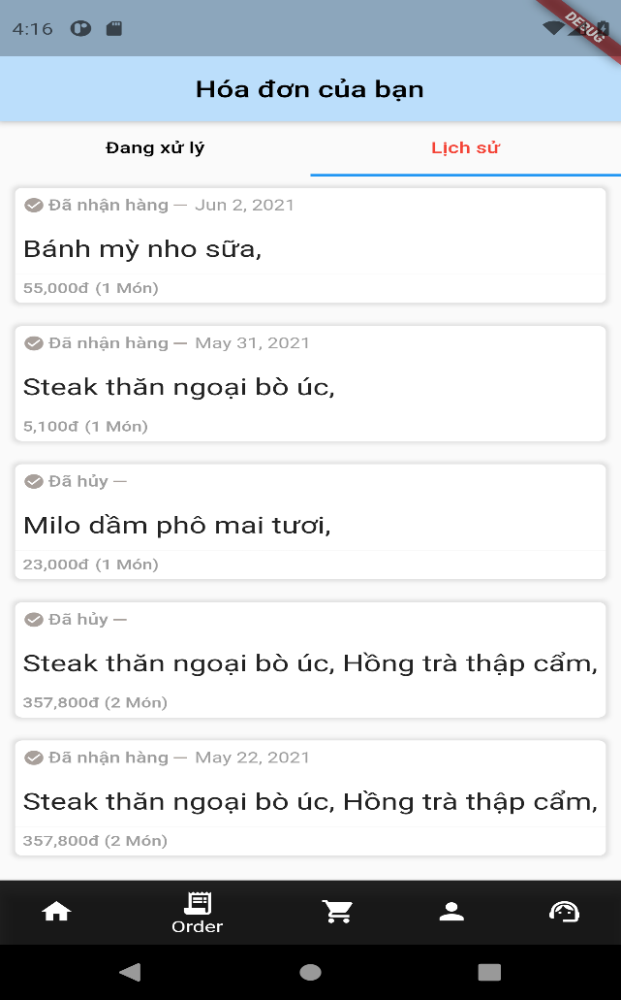 4:16
DEBUG
Hóa đơn của bạn
Đang xử lý
Lịch sử
Đã nhận hàng — Jun 2, 2021
Bánh mỳ nho sữa,
55,000đ (1 Món)
Đã nhận hàng — May 31, 2021
Steak thăn ngoại bò úc,
5,100đ (1 Món)
Đã hủy —
Milo dầm phô mai tươi,
23,000đ (1 Món)
Đã hủy —
Steak thăn ngoại bò úc, Hồng trà thập cẩm,
357,800đ (2 Món)
Đã nhận hàng — May 22, 2021
Steak thăn ngoại bò úc, Hồng trà thập cẩm,
357,800đ (2 Món)
Order